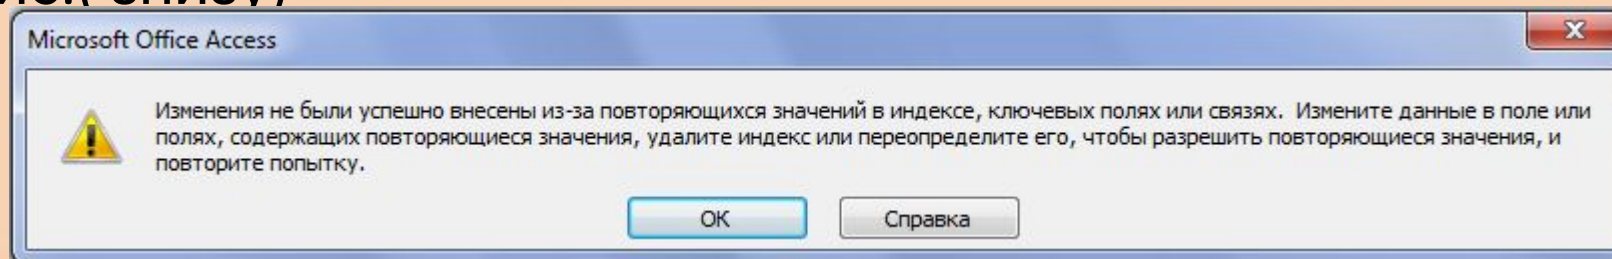 Microsoft Office Access
Изменения не были успешно внесены из-за повторяющихся значений в индексе, ключевых полях или связях. Измените данные в поле или
полях, содержащих повторяющиеся значения, удалите индекс или переопределите его, чтобы разрешить повторяющиеся значения, и
повторите попытку.
ОК
Справка